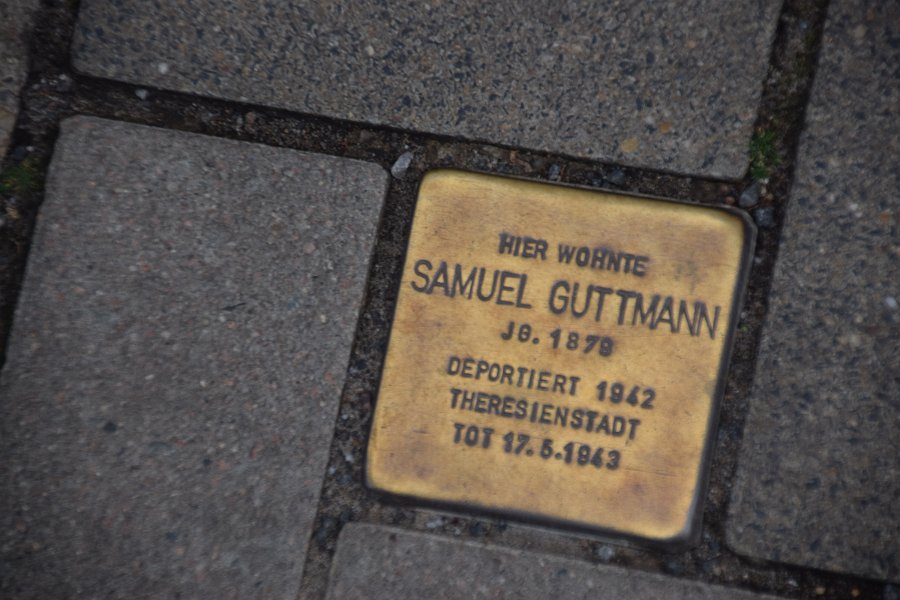 HIER WOHNTE
SAMUEL GUTTMANN
JG. 1879
DEPORTIERT 1942
THERESIENSTADT
TOT 17.5.1943